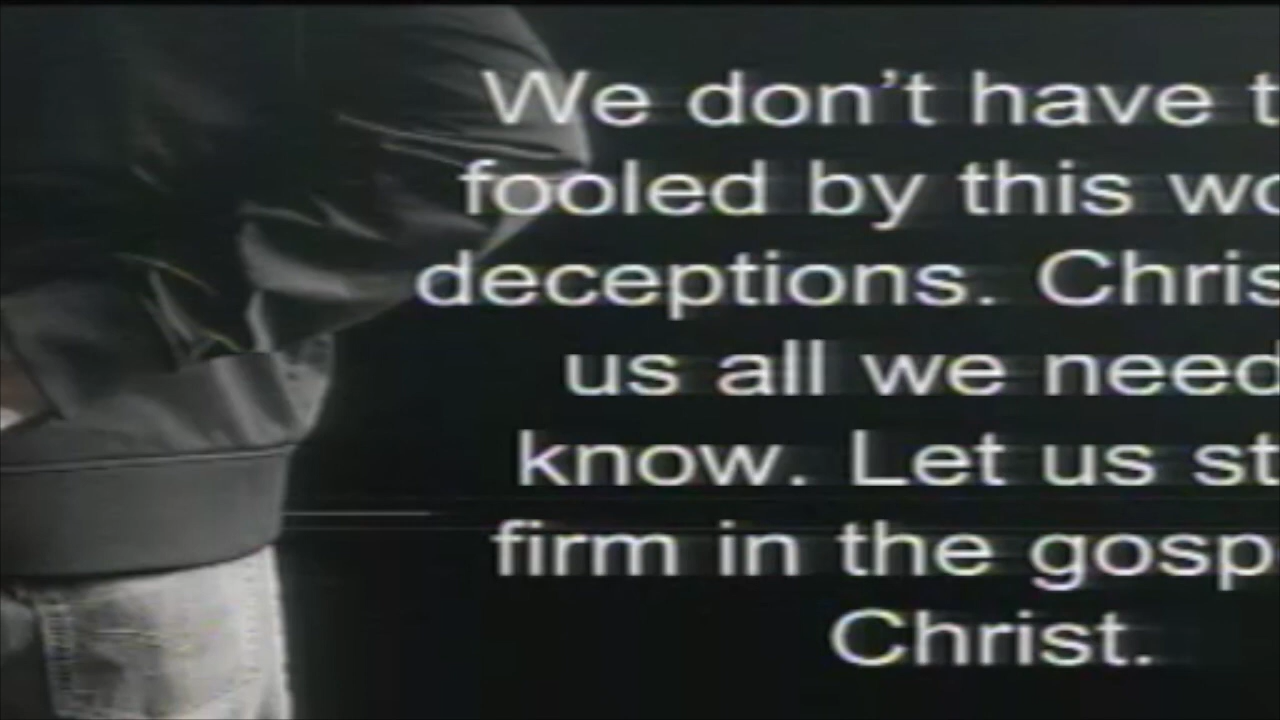 We don't have t
fooled by this wo
deceptions. Chris
us all we need
know. Let us st
firm in the gosp
Christ.